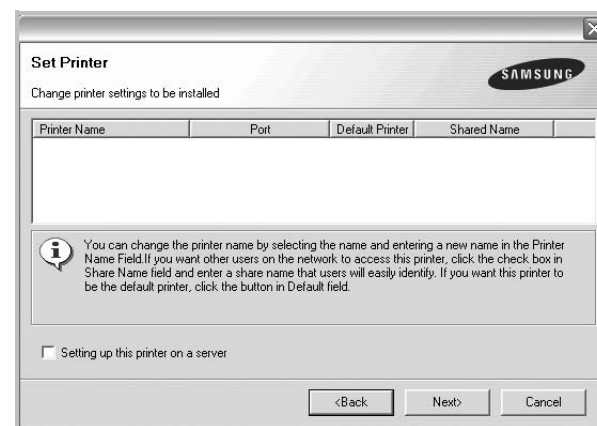 Set Printer
SAMSUNG
Change printer settings to be installed
Printer Name Port Default Printer Shared Name
You can change the printer name by selecting the name and entering a new name in the Printer
Name Field.If you want other users on the network to access this printer, click the check box in
Share Name field and enter a share name that users will easily identify. If you want this printer to
be the default printer, click the button in Default field.
Setting up this printer on a server
<Back Next> Cancel